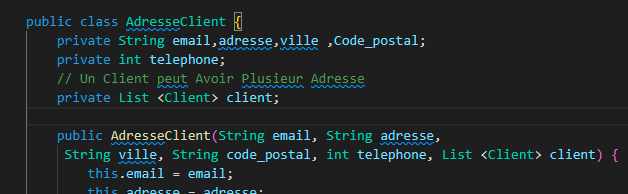 public class AdresseClient {
private String email,adresse,ville ,Code_postal;
private int telephone;
// Un Client peut Avoir Plusieur Adresse
private List <Client> client;
public AdresseClient(String email, String adresse,
String ville, String code_postal, int telephone, List <Client> client) {
this.email = email;
this.adresse = adresse;